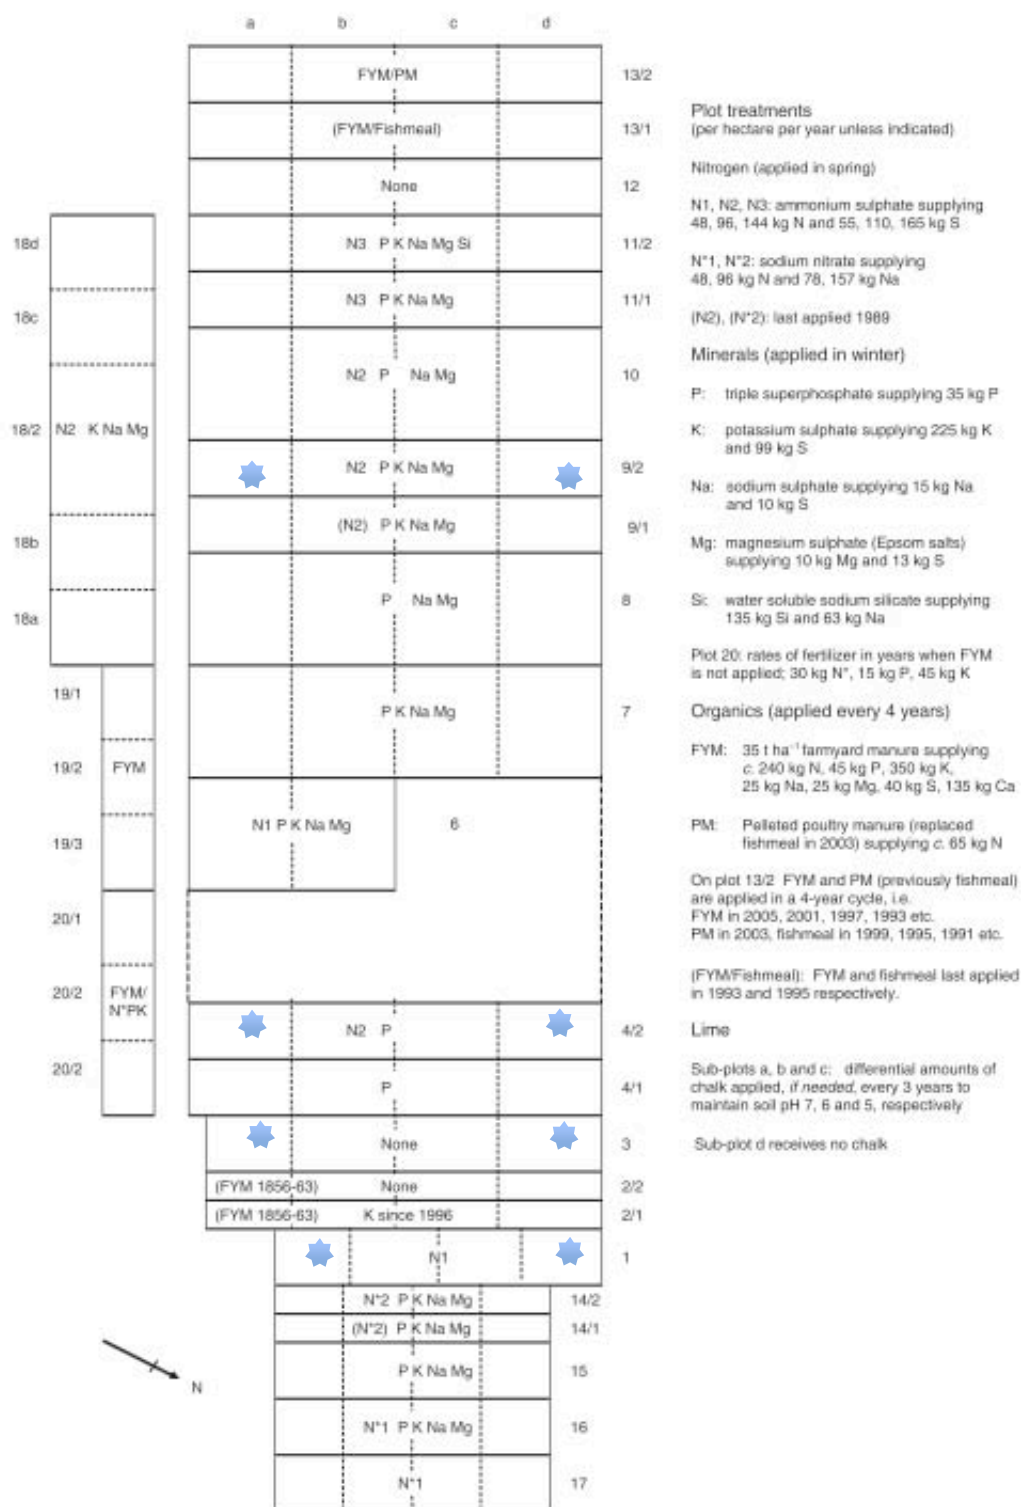 a b c d
FYM/PM 13/2
(FYM/Fishmeal) 13/1
None 12
18d N3 P K Na Mg Si 11/2
18c N3 P K Na Mg 11/1
N2 P Na Mg 10
18/2 N2 K Na Mg
N2 P K Na Mg 9/2
18b (N2) P K Na Mg 9/1
18a P Na Mg 8
19/1 P K Na Mg 7
19/2 FYM
19/3 N1 P K Na Mg 6
20/1
20/2 FYM/
N*PK
N2 P 4/2
20/2 P 4/1
None 3
(FYM 1856-63) None 2/2
(FYM 1856-63) K since 1996 2/1
N1 1
N*2 P K Na Mg 14/2
(N*2) P K Na Mg 14/1
P K Na Mg 15
N*1 P K Na Mg 16
N*1 17
N
Plot treatments
(per hectare per year unless indicated)
Nitrogen (applied in spring)
N1, N2, N3: ammonium sulphate supplying
48, 96, 144 kg N and 55, 110, 165 kg S
N*1, N*2: sodium nitrate supplying
48, 96 kg N and 78, 157 kg Na
(N2), (N*2): last applied 1989
Minerals (applied in winter)
P: triple superphosphate supplying 35 kg P
K: potassium sulphate supplying 225 kg K
and 99 kg S
Na: sodium sulphate supplying 15 kg Na
and 10 kg S
Mg: magnesium sulphate (Epsom salts)
supplying 10 kg Mg and 13 kg S
Si: water soluble sodium silicate supplying
135 kg Si and 63 kg Na
Plot 20: rates of fertilizer in years when FYM
is not applied; 30 kg N*, 15 kg P, 45 kg K
Organics (applied every 4 years)
FYM: 35 t ha⁻¹ farmyard manure supplying
c. 240 kg N, 45 kg P, 350 kg K,
25 kg Na, 25 kg Mg, 40 kg S, 135 kg Ca
PM: Pelleted poultry manure (replaced
fishmeal in 2003) supplying c. 65 kg N
On plot 13/2 FYM and PM (previously fishmeal)
are applied in a 4-year cycle, i.e.
FYM in 2005, 2001, 1997, 1993 etc.
PM in 2003, fishmeal in 1999, 1995, 1991 etc.
(FYM/Fishmeal): FYM and fishmeal last applied
in 1993 and 1995 respectively.
Lime
Sub-plots a, b and c: differential amounts of
chalk applied, if needed, every 3 years to
maintain soil pH 7, 6 and 5, respectively
Sub-plot d receives no chalk